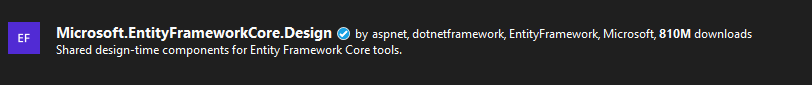 EF
Microsoft.EntityFrameworkCore.Design by aspnet, dotnetframework, EntityFramework, Microsoft, 810M downloads
Shared design-time components for Entity Framework Core tools.